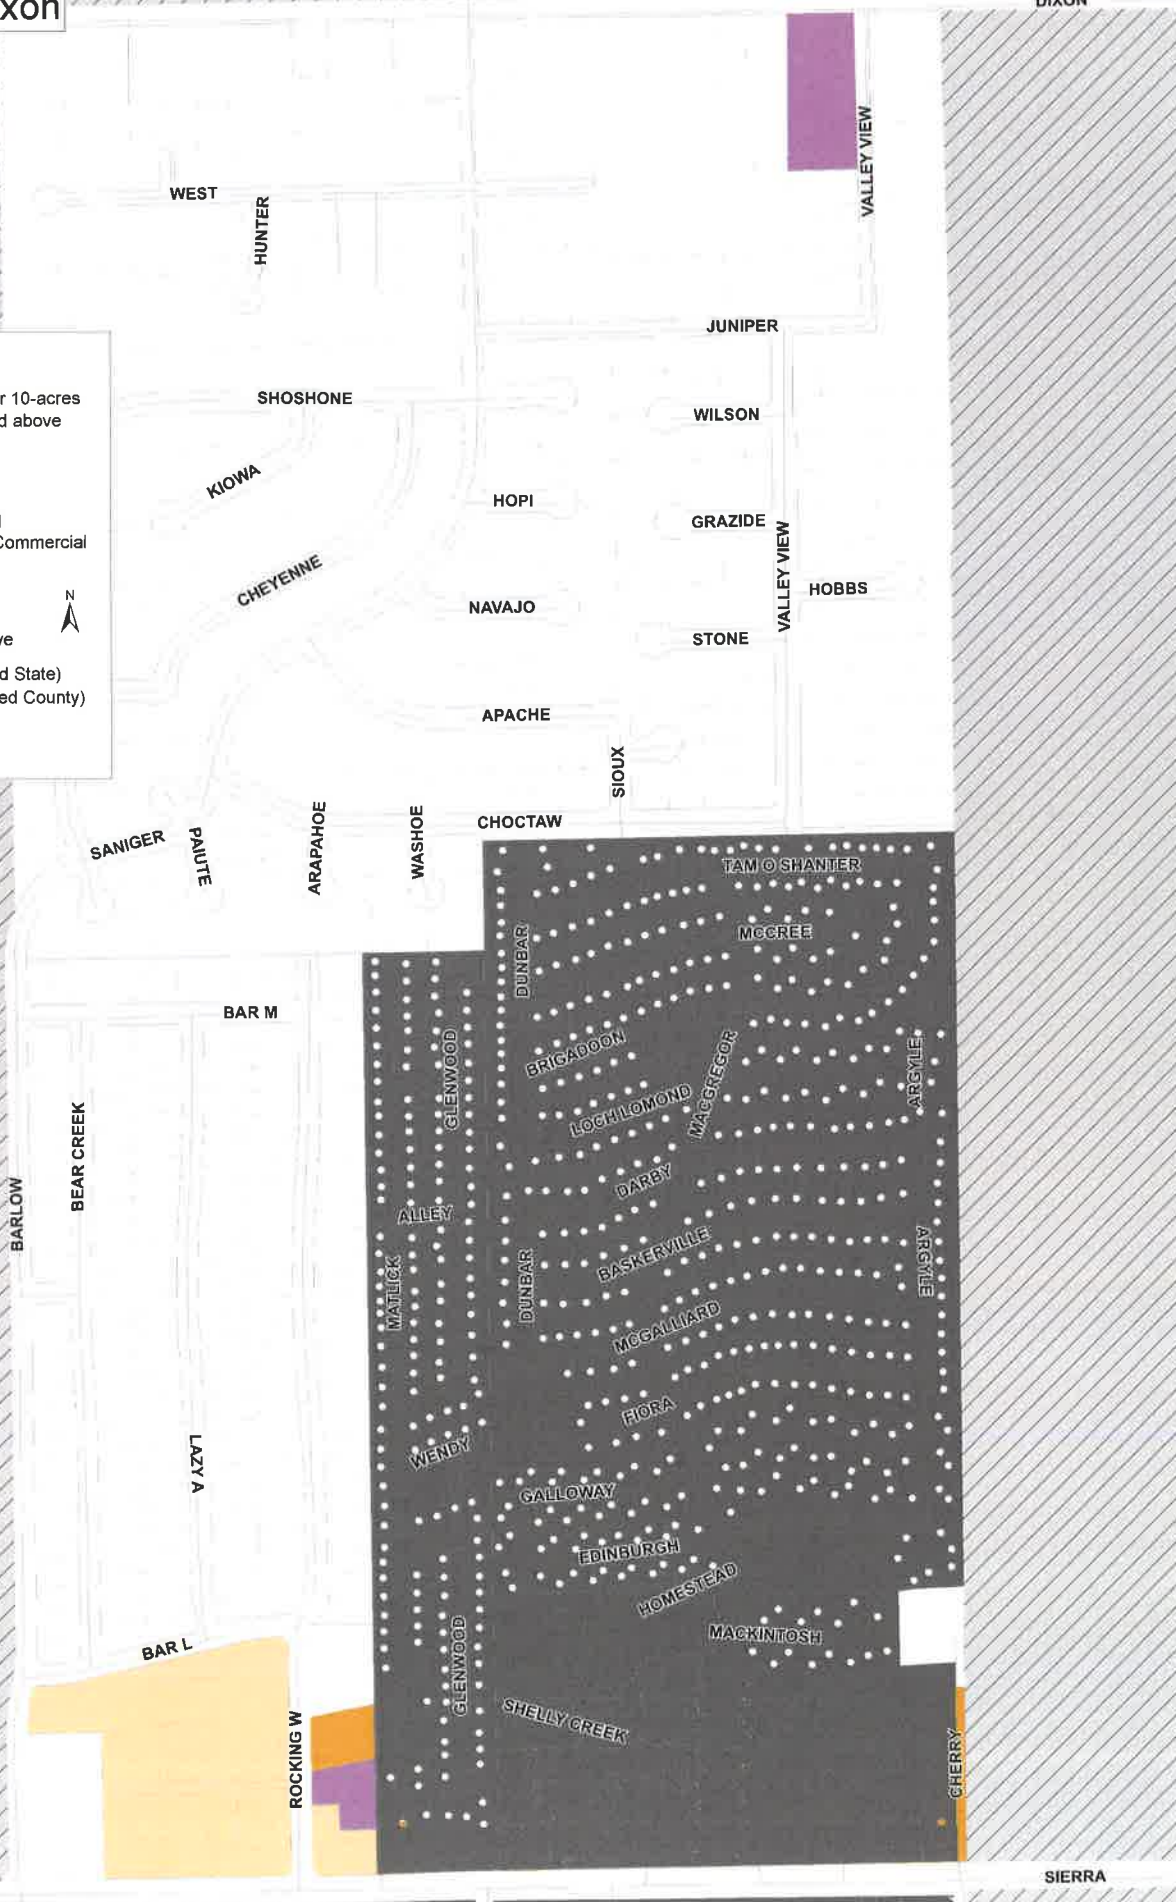 xon
DIXON
VALLEY VIEW
WEST
HUNTER
JUNIPER
r 10-acres
d above
SHOSHONE
WILSON
KIOWA
HOPI
GRAZIDE
Commercial
VALLEY VIEW
CHEYENNE
HOBBS
N
NAVAJO
STONE
ve
d State)
ed County)
APACHE
SIOUX
CHOCTAW
SANIGER
PAIUTE
ARAPAHOE
WASHOE
TAM O SHANTER
MCCREE
DUNBAR
BAR M
GLENWOOD
BRIGADOON
MACGREGOR
ARGYLE
LOCH LOMOND
BEAR CREEK
DARBY
BARLOW
ALLEY
BASKERVILLE
ARGYLE
MATLICK
DUNBAR
MCGALLIARD
FIORA
WENDY
LAZY A
GALLOWAY
EDINBURGH
HOMESTEAD
MACKINTOSH
BAR L
GLENWOOD
SHELLY CREEK
ROCKING W
CHERRY
SIERRA